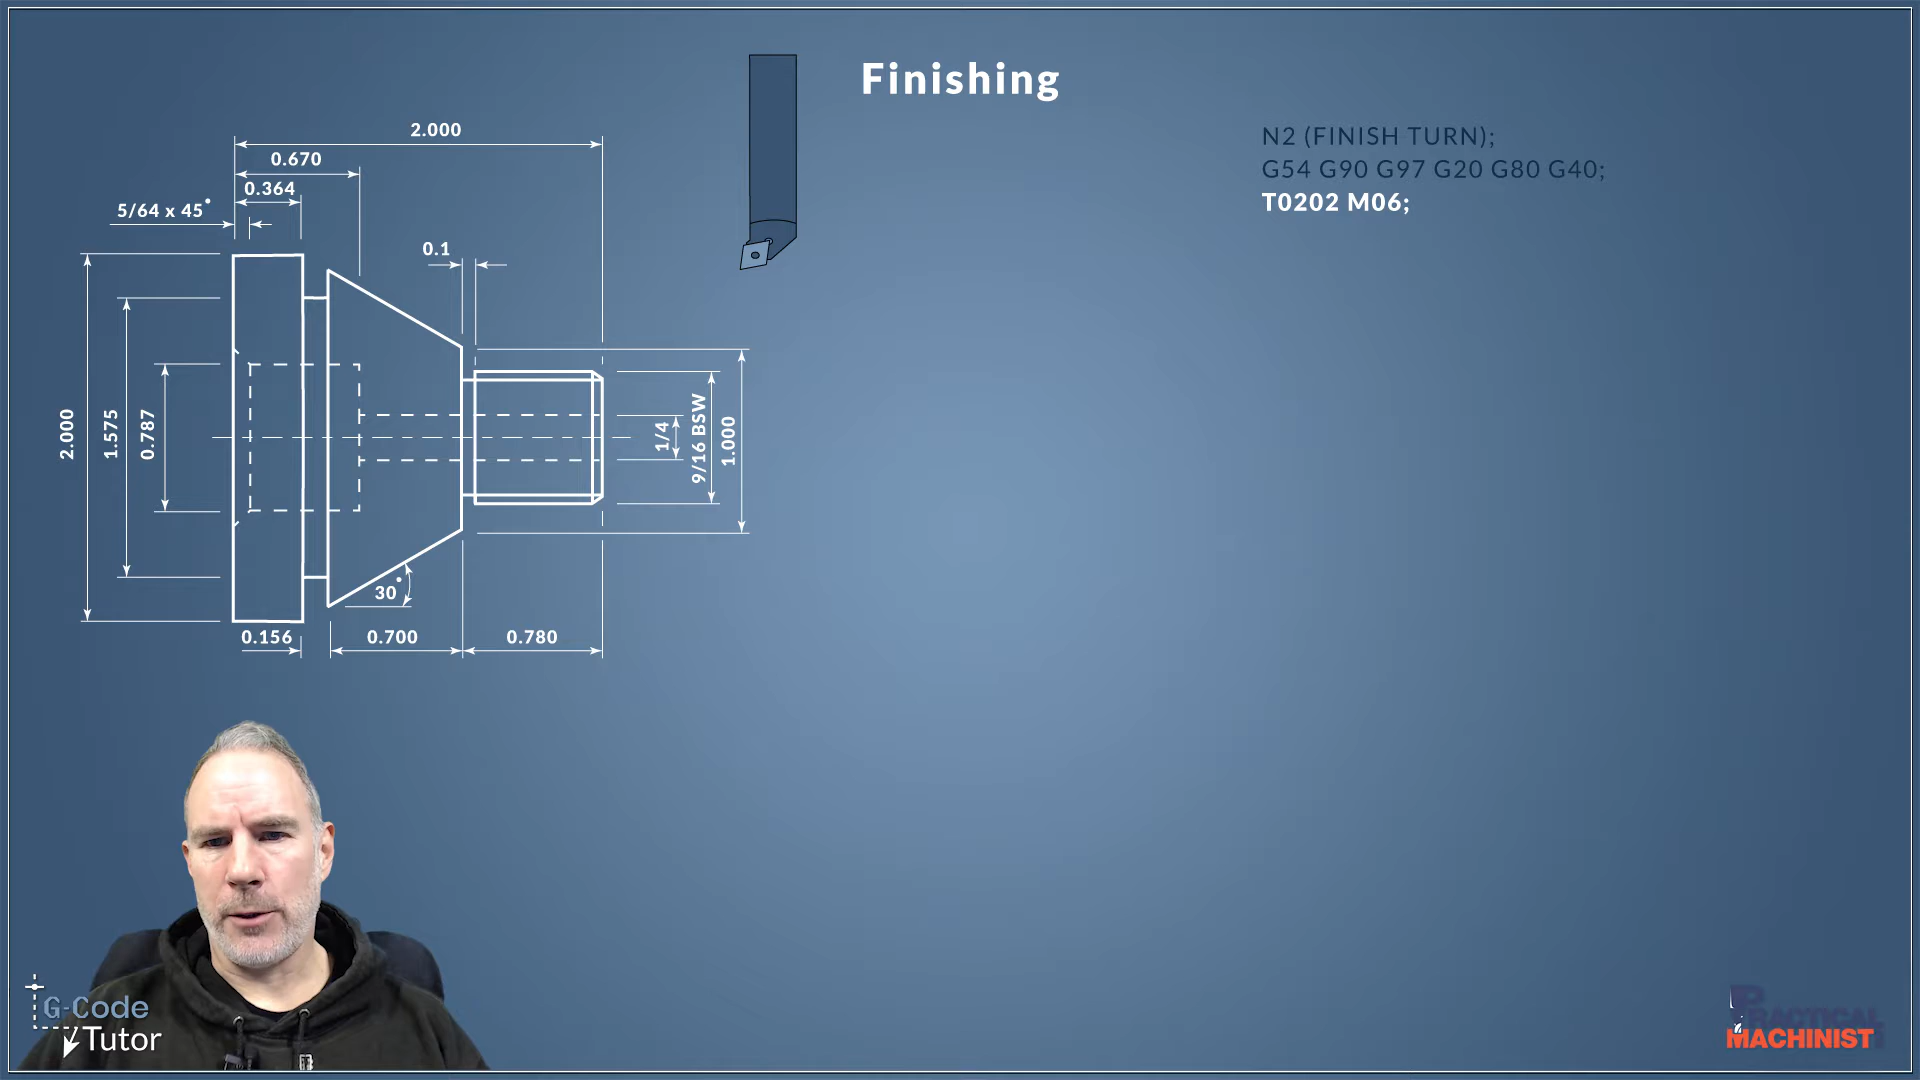 Finishing
N2 (FINISH TURN);
G54 G90 G97 G20 G80 G40;
T0202 M06;
2.000
0.670
0.364
5/64 x 45°
0.1
2.000
1.575
0.787
1/4
9/16 BSW
1.000
30°
0.156
0.700
0.780
G-Code
Tutor
PRACTICAL
MACHINIST